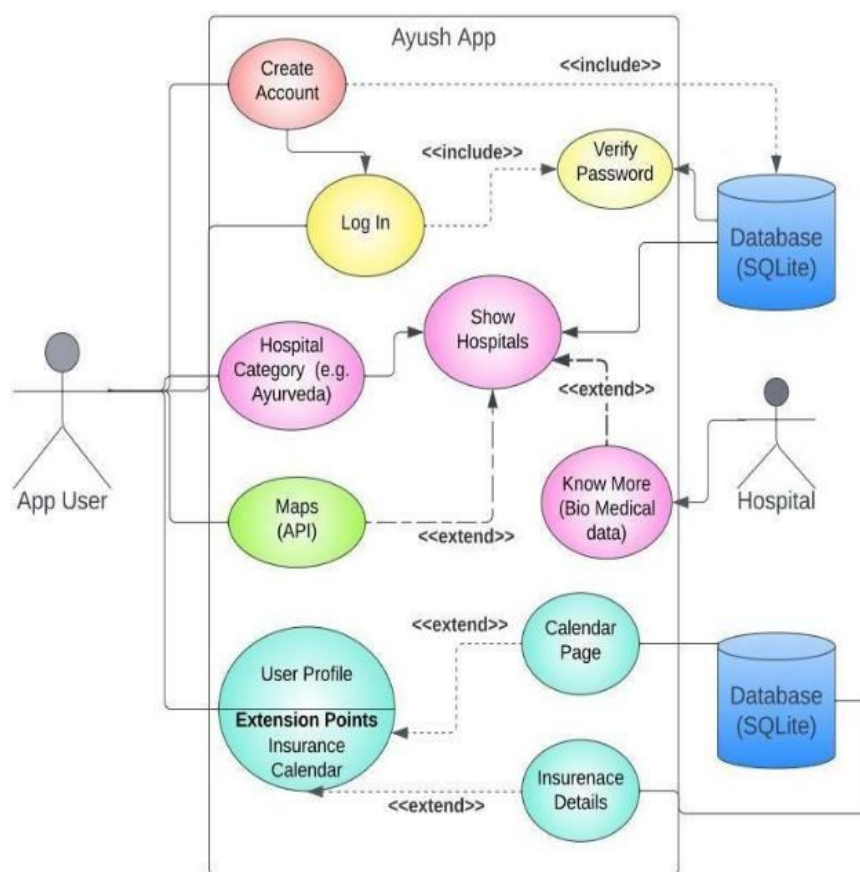 Ayush App
Create
Account
<<include>>
<<include>>
Verify
Password
Log In
Database
(SQLite)
Show
Hospitals
Hospital
Category (e.g.
Ayurveda)
<<extend>>
App User
Maps
(API)
<<extend>>
Know More
(Bio Medical
data)
Hospital
<<extend>>
Calendar
Page
User Profile
Extension Points
Insurance
Calendar
Database
(SQLite)
<<extend>>
Insurenace
Details